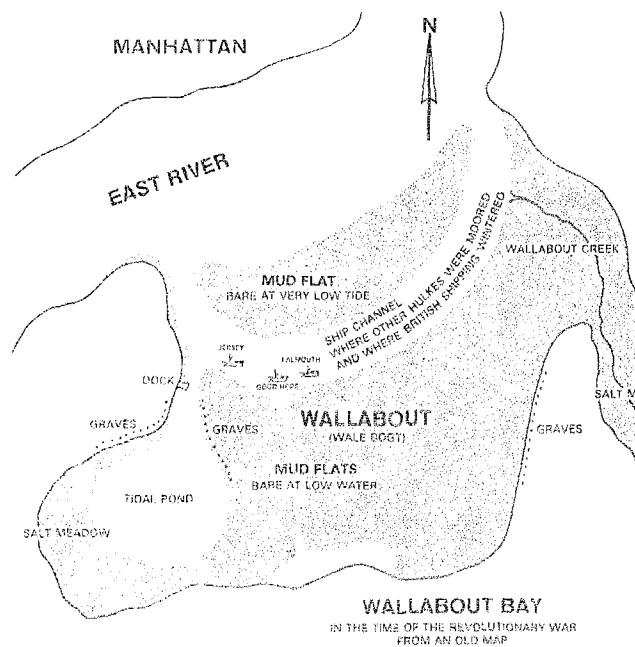 MANHATTAN
N
EAST RIVER
WALLABOUT CREEK
MUD FLAT
BARE AT VERY LOW TIDE
SHIP CHANNEL
WHERE OTHER HULKES WERE MOORED
AND WHERE BRITISH SHIPPING WINTERED
JERSEY
FALMOUTH
GOOD HOPE
DOCK
SALT M
GRAVES
GRAVES
WALLABOUT
(WALE BOGT)
GRAVES
MUD FLATS
BARE AT LOW WATER
TIDAL POND
SALT MEADOW
WALLABOUT BAY
IN THE TIME OF THE REVOLUTIONARY WAR
FROM AN OLD MAP